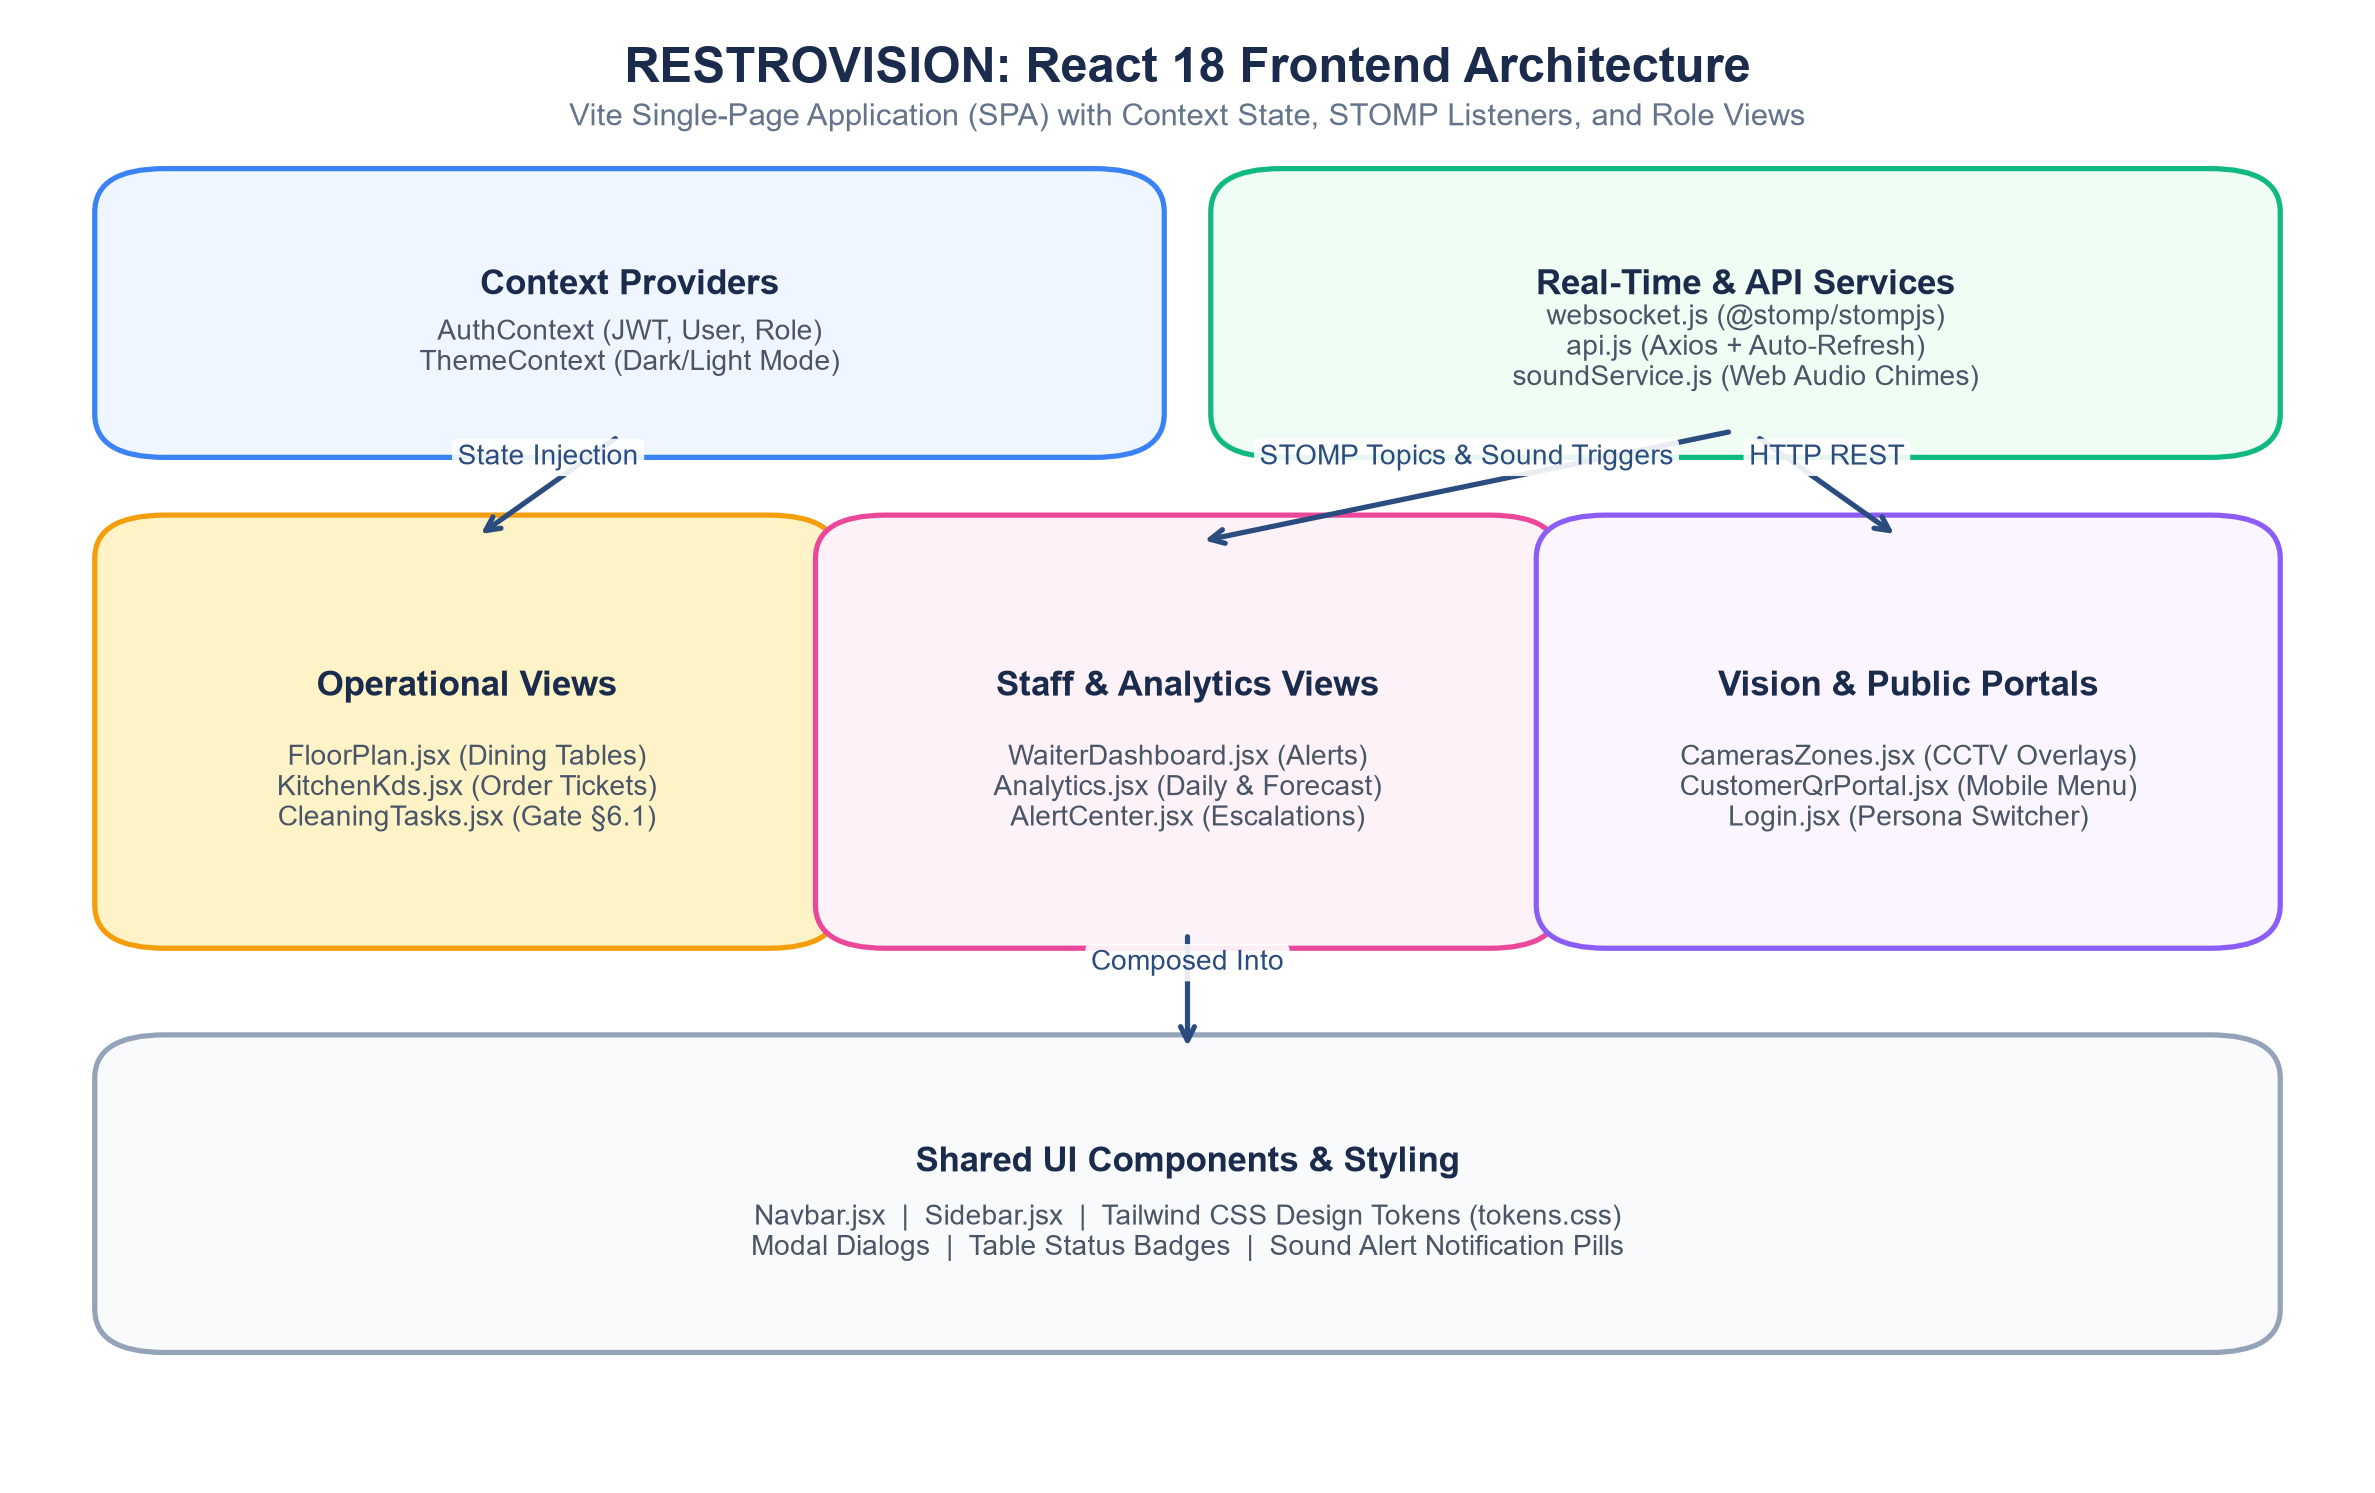 RESTROVISION: React 18 Frontend Architecture
Vite Single-Page Application (SPA) with Context State, STOMP Listeners, and Role Views
Context Providers
AuthContext (JWT, User, Role)
ThemeContext (Dark/Light Mode)
Real-Time & API Services
websocket.js (@stomp/stompjs)
api.js (Axios + Auto-Refresh)
soundService.js (Web Audio Chimes)
State Injection
STOMP Topics & Sound Triggers
HTTP REST
Operational Views
FloorPlan.jsx (Dining Tables)
KitchenKds.jsx (Order Tickets)
CleaningTasks.jsx (Gate §6.1)
Staff & Analytics Views
WaiterDashboard.jsx (Alerts)
Analytics.jsx (Daily & Forecast)
AlertCenter.jsx (Escalations)
Vision & Public Portals
CamerasZones.jsx (CCTV Overlays)
CustomerQrPortal.jsx (Mobile Menu)
Login.jsx (Persona Switcher)
Composed Into
Shared UI Components & Styling
Navbar.jsx | Sidebar.jsx | Tailwind CSS Design Tokens (tokens.css)
Modal Dialogs | Table Status Badges | Sound Alert Notification Pills